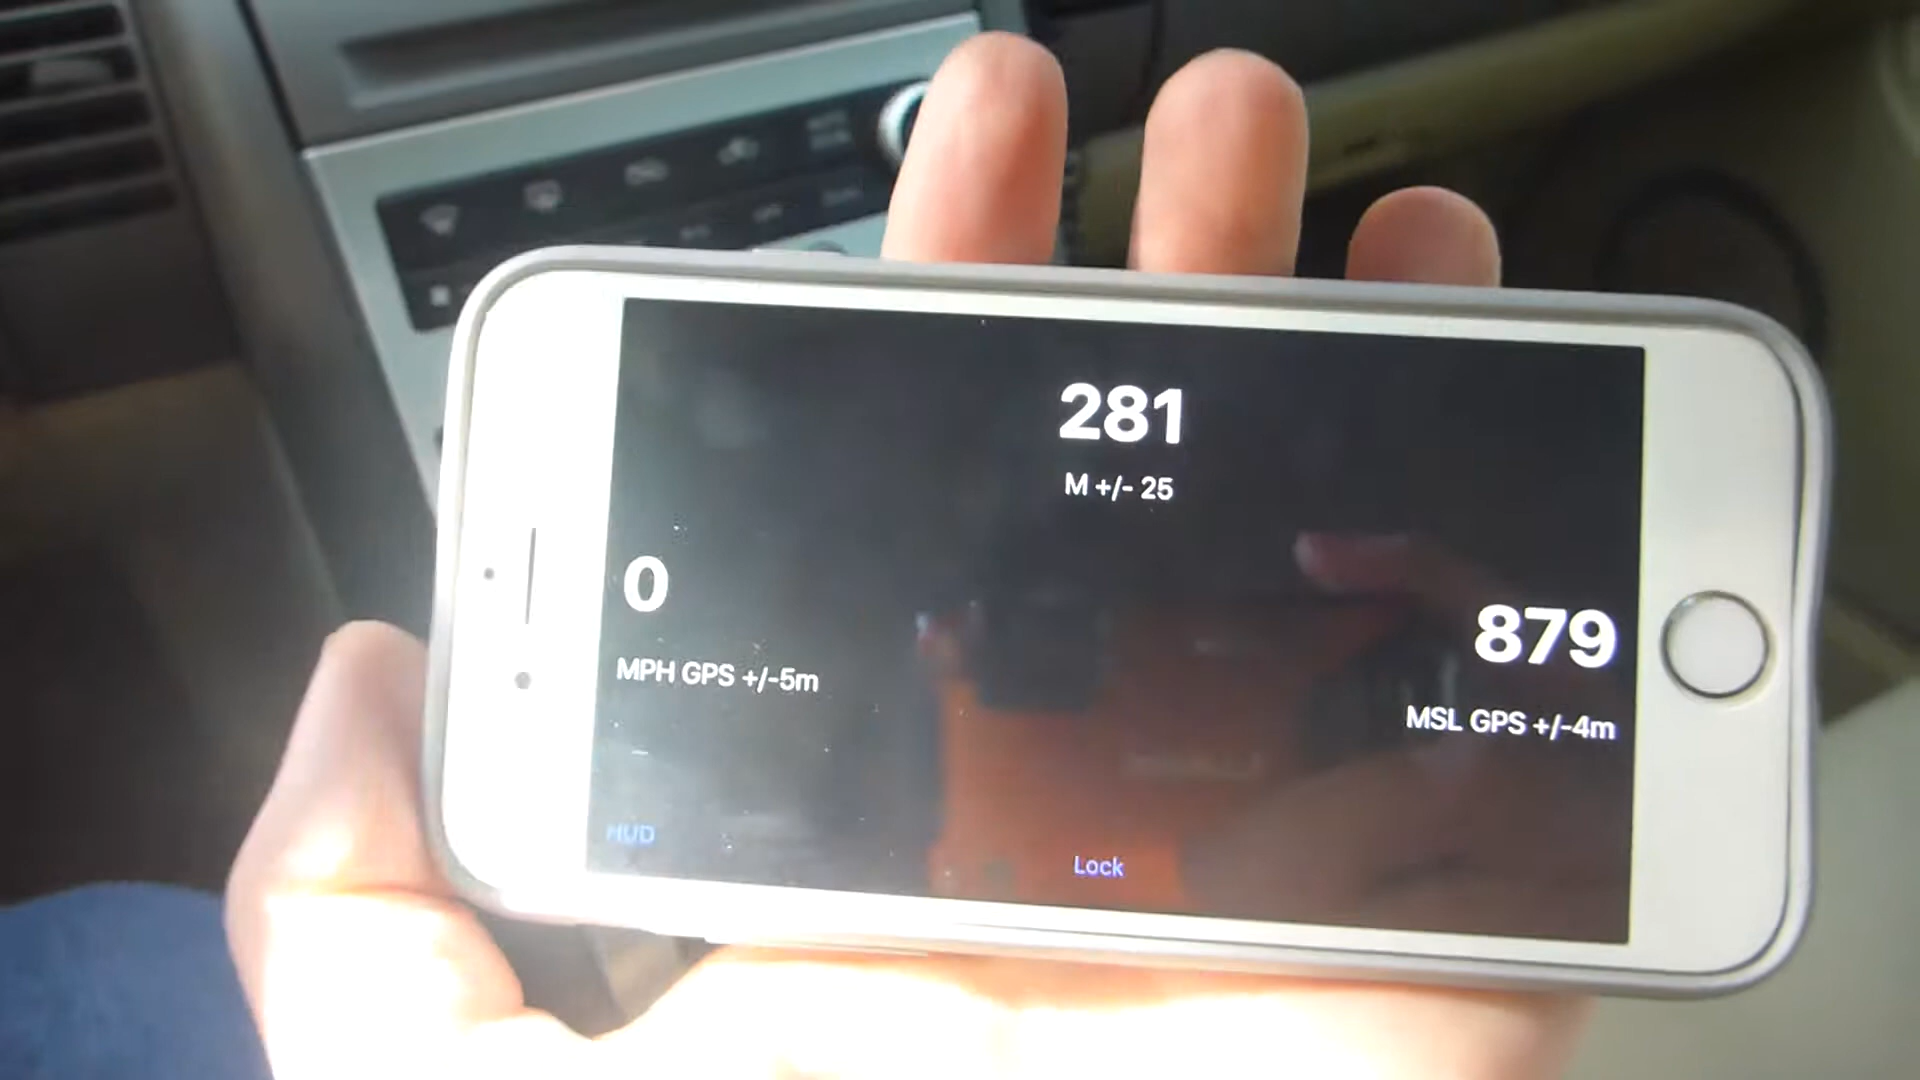 281
M +/- 25
0
MPH GPS +/-5m
879
MSL GPS +/-4m
HUD
Lock